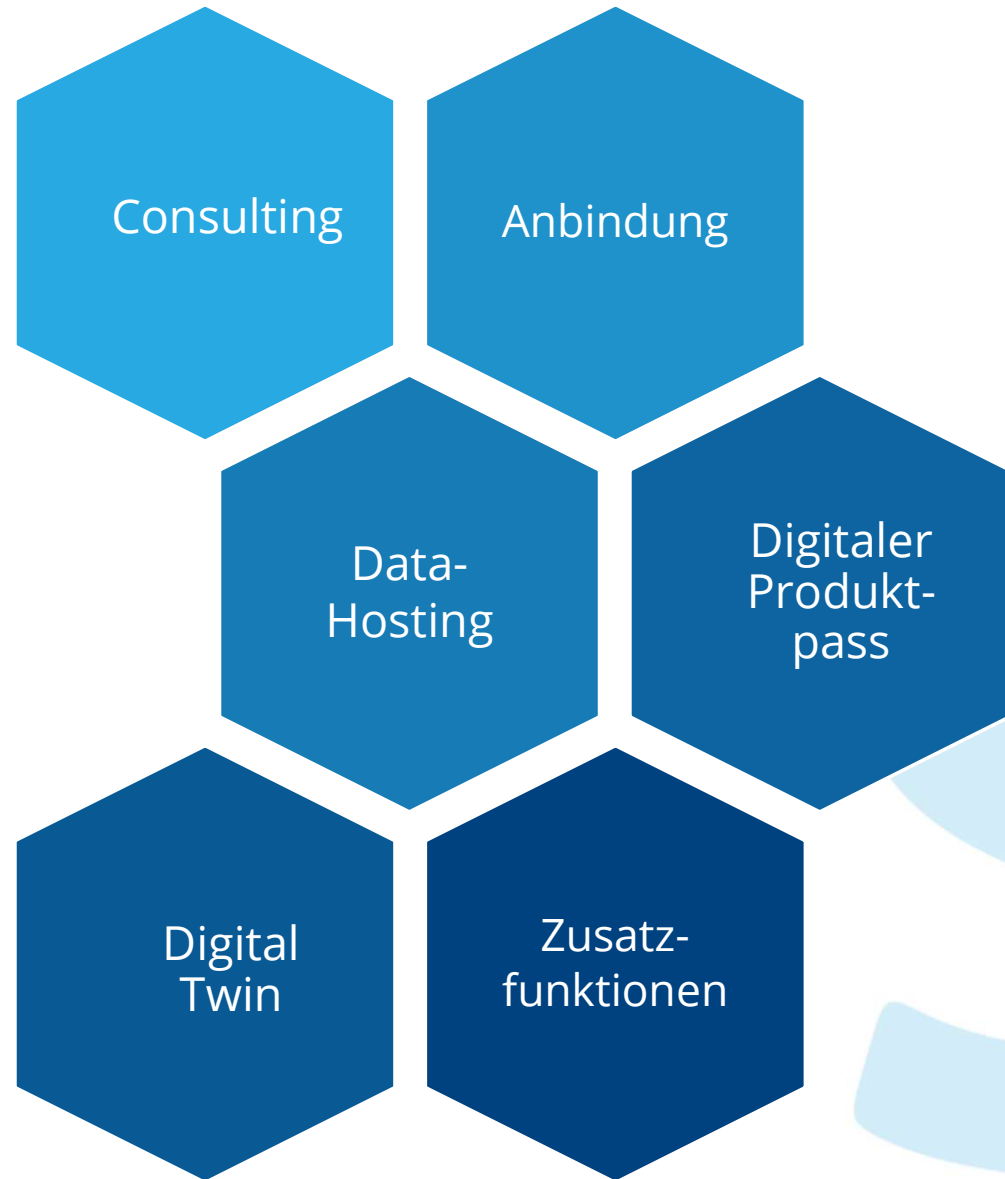 Consulting
Anbindung
Data-
Hosting
Digitaler
Produkt-
pass
Digital
Twin
Zusatz-
funktionen